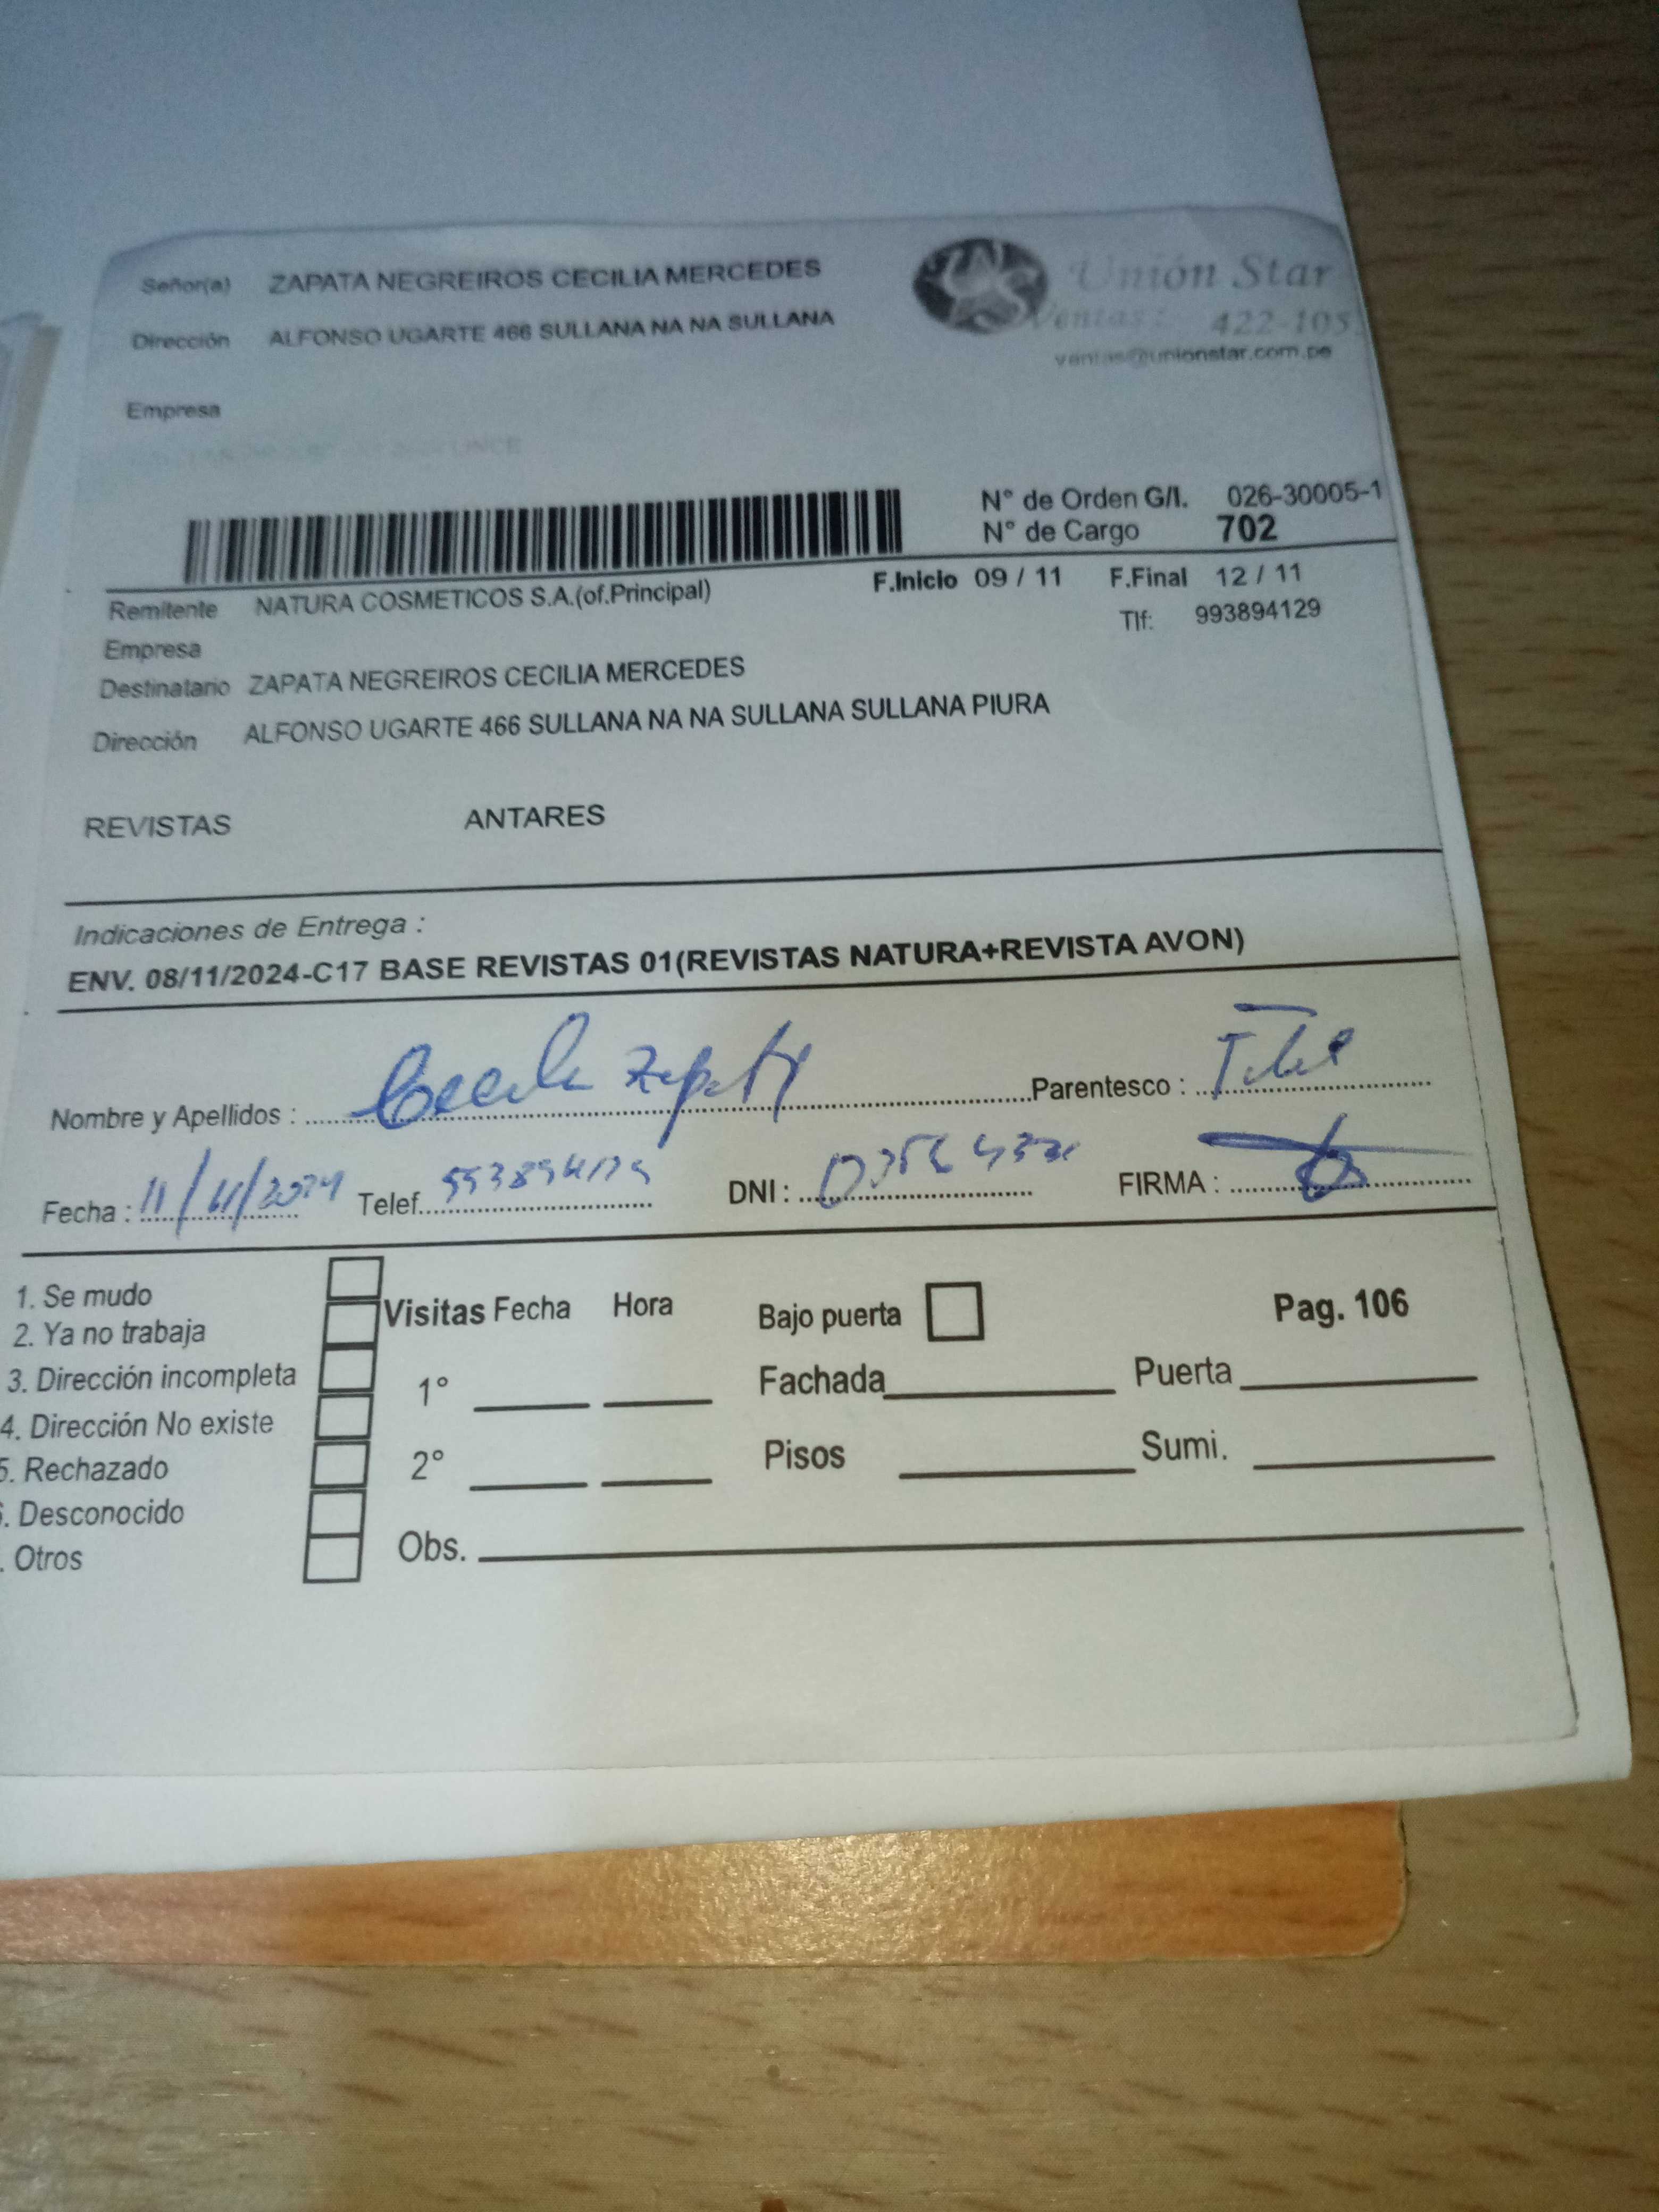 Señor(a) ZAPATA NEGREIROS CECILIA MERCEDES
Dirección ALFONSO UGARTE 466 SULLANA NA NA SULLANA
Unión Star
Ventas: 422-105
ventas@unionstar.com.pe
Empresa
N° de Orden G/I. 026-30005-1
N° de Cargo 702
F.Inicio 09 / 11 F.Final 12 / 11
Remitente NATURA COSMETICOS S.A.(of.Principal)
Tlf: 993894129
Empresa
Destinatario ZAPATA NEGREIROS CECILIA MERCEDES
Dirección ALFONSO UGARTE 466 SULLANA NA NA SULLANA SULLANA PIURA
REVISTAS ANTARES
Indicaciones de Entrega :
ENV. 08/11/2024-C17 BASE REVISTAS 01(REVISTAS NATURA+REVISTA AVON)
Nombre y Apellidos : Cecilia Zapata Parentesco :
Fecha : 11/11/2024 Telef. 993894129 DNI : FIRMA :
1. Se mudo
2. Ya no trabaja
3. Dirección incompleta
4. Dirección No existe
5. Rechazado
. Desconocido
. Otros
Visitas Fecha Hora
1°
2°
Obs.
Bajo puerta
Pag. 106
Fachada Puerta
Pisos Sumi.